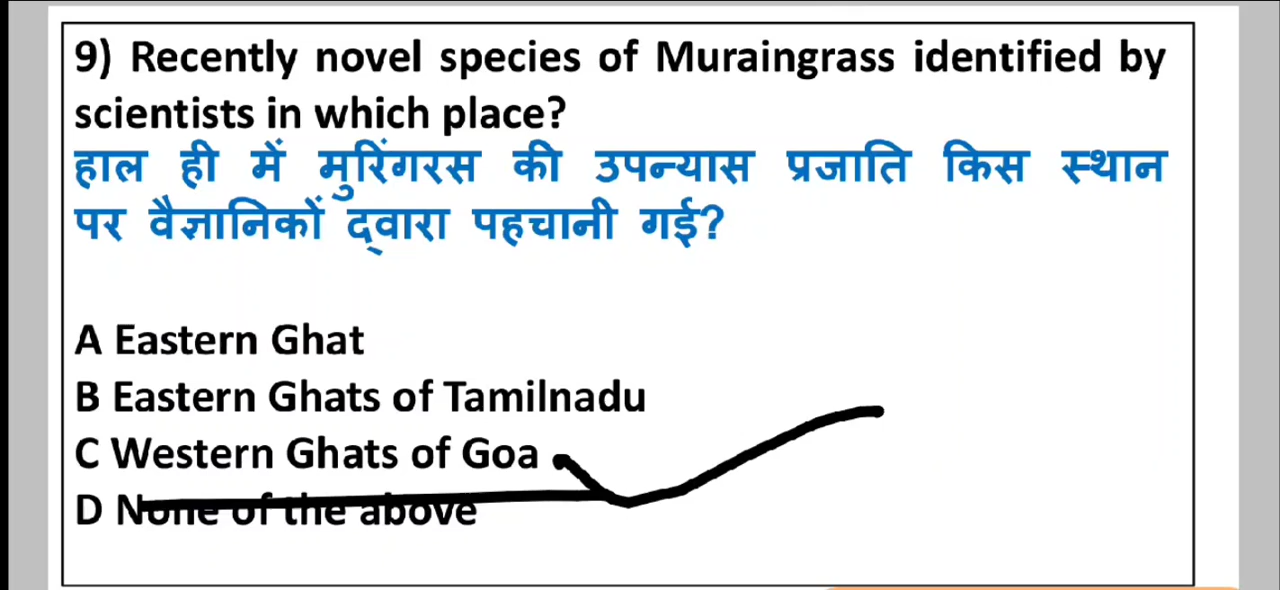 9) Recently novel species of Muraingrass identified by
scientists in which place?
हाल ही में मुरिंगरस की उपन्यास प्रजाति किस स्थान
पर वैज्ञानिकों द्वारा पहचानी गई?
A Eastern Ghat
B Eastern Ghats of Tamilnadu
C Western Ghats of Goa
D None of the above